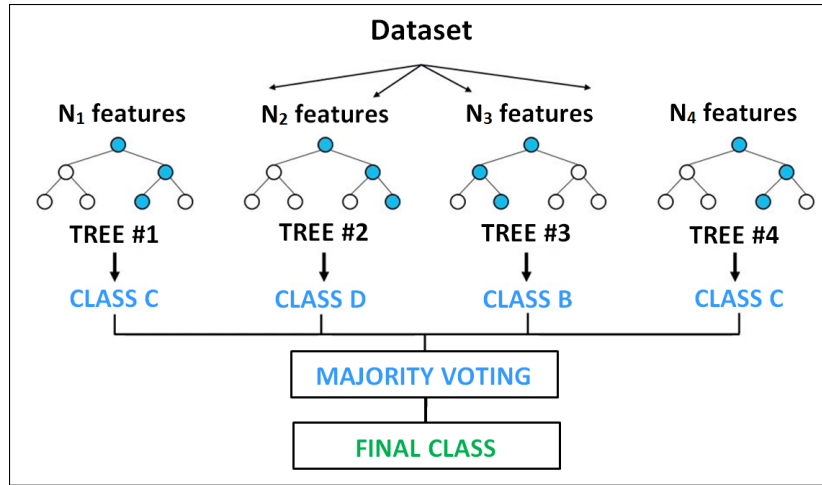 Dataset
N₁ features N₂ features N₃ features N₄ features
TREE #1 TREE #2 TREE #3 TREE #4
CLASS C CLASS D CLASS B CLASS C
MAJORITY VOTING
FINAL CLASS